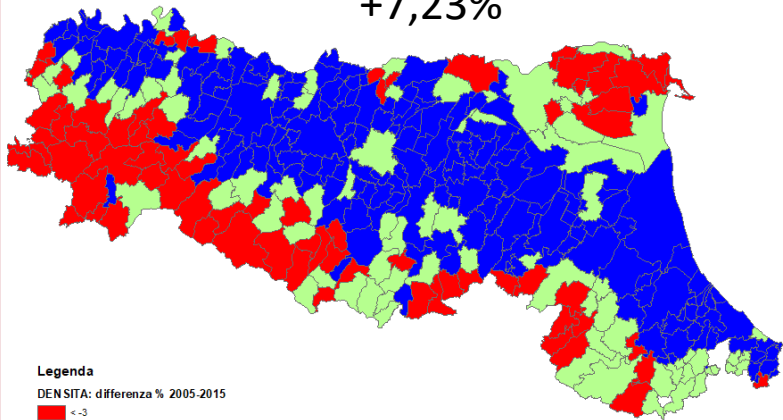 +7,23%
Legenda
DENSITA: differenza % 2005-2015
< -3